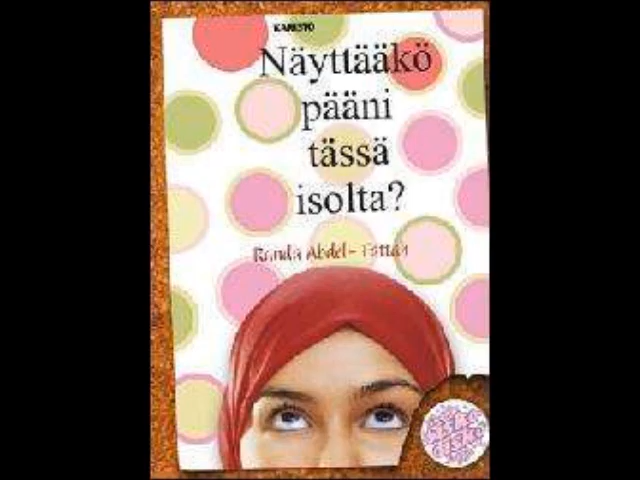 KARISTO
Näyttääkö
pääni
tässä
isolta?
Randa Abdel-Fattah